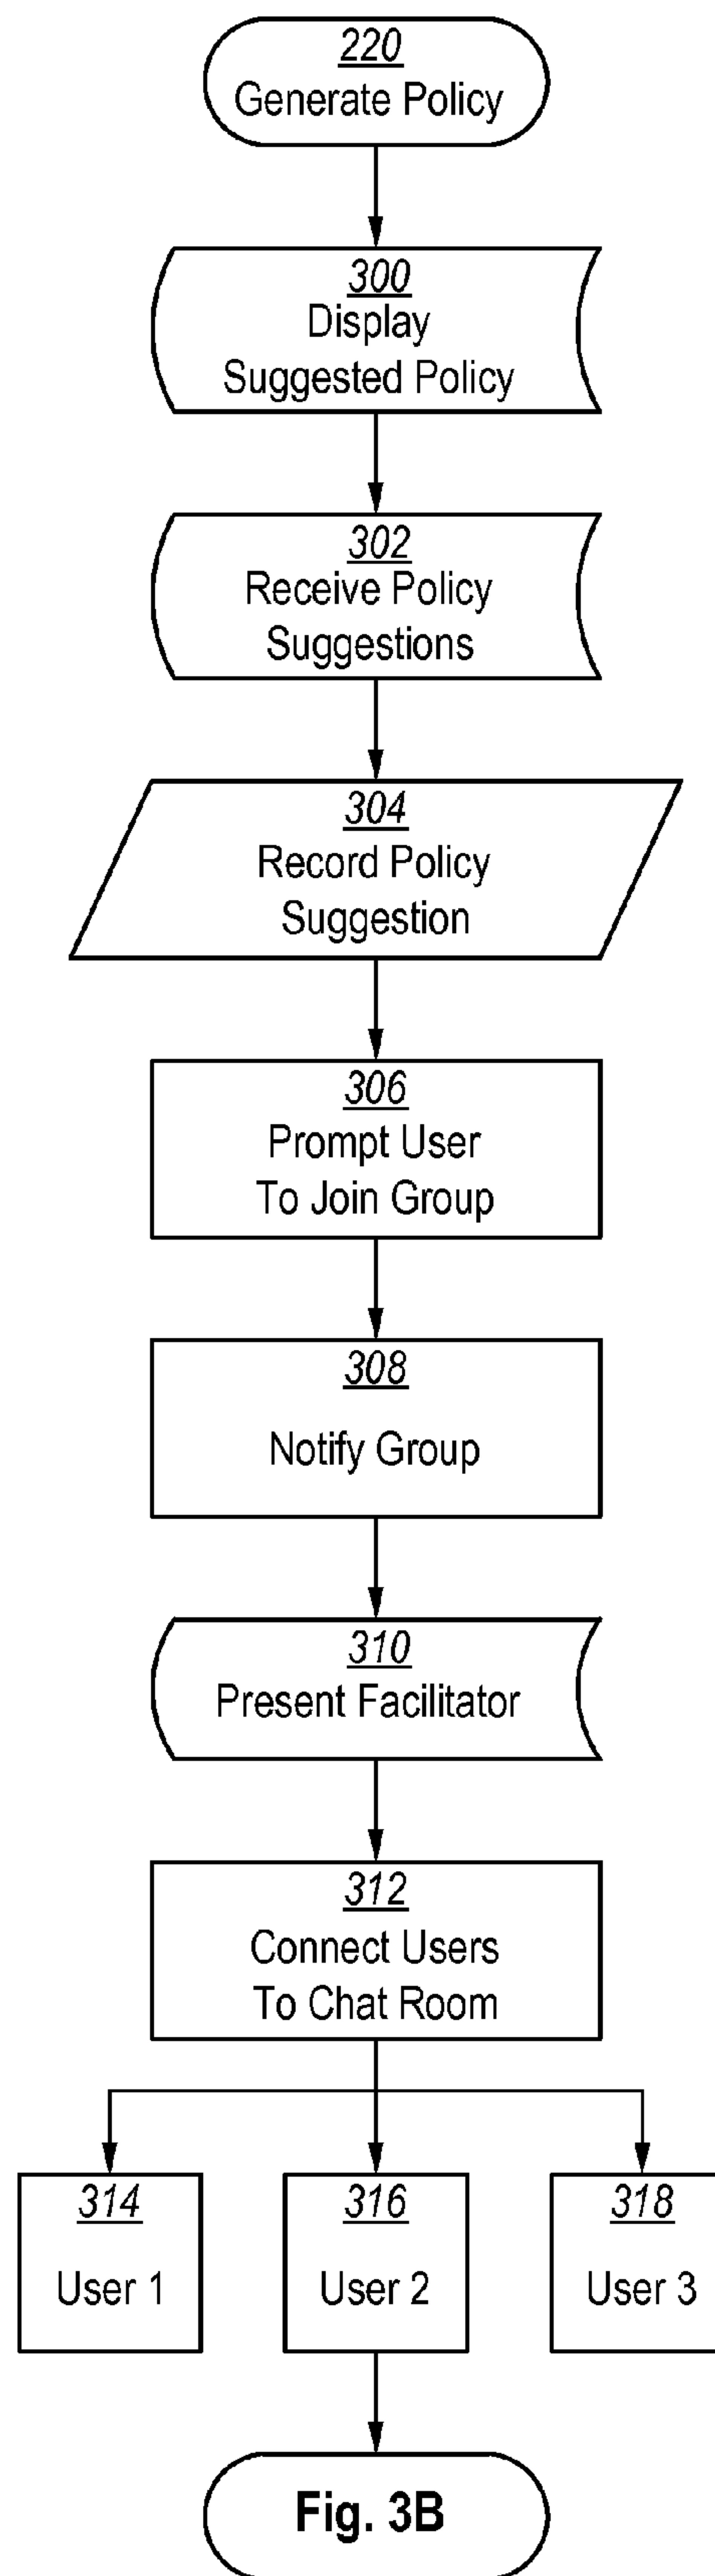 220
Generate Policy
300
Display
Suggested Policy
302
Receive Policy
Suggestions
304
Record Policy
Suggestion
306
Prompt User
To Join Group
308
Notify Group
310
Present Facilitator
312
Connect Users
To Chat Room
314
User 1
316
User 2
318
User 3
Fig. 3B